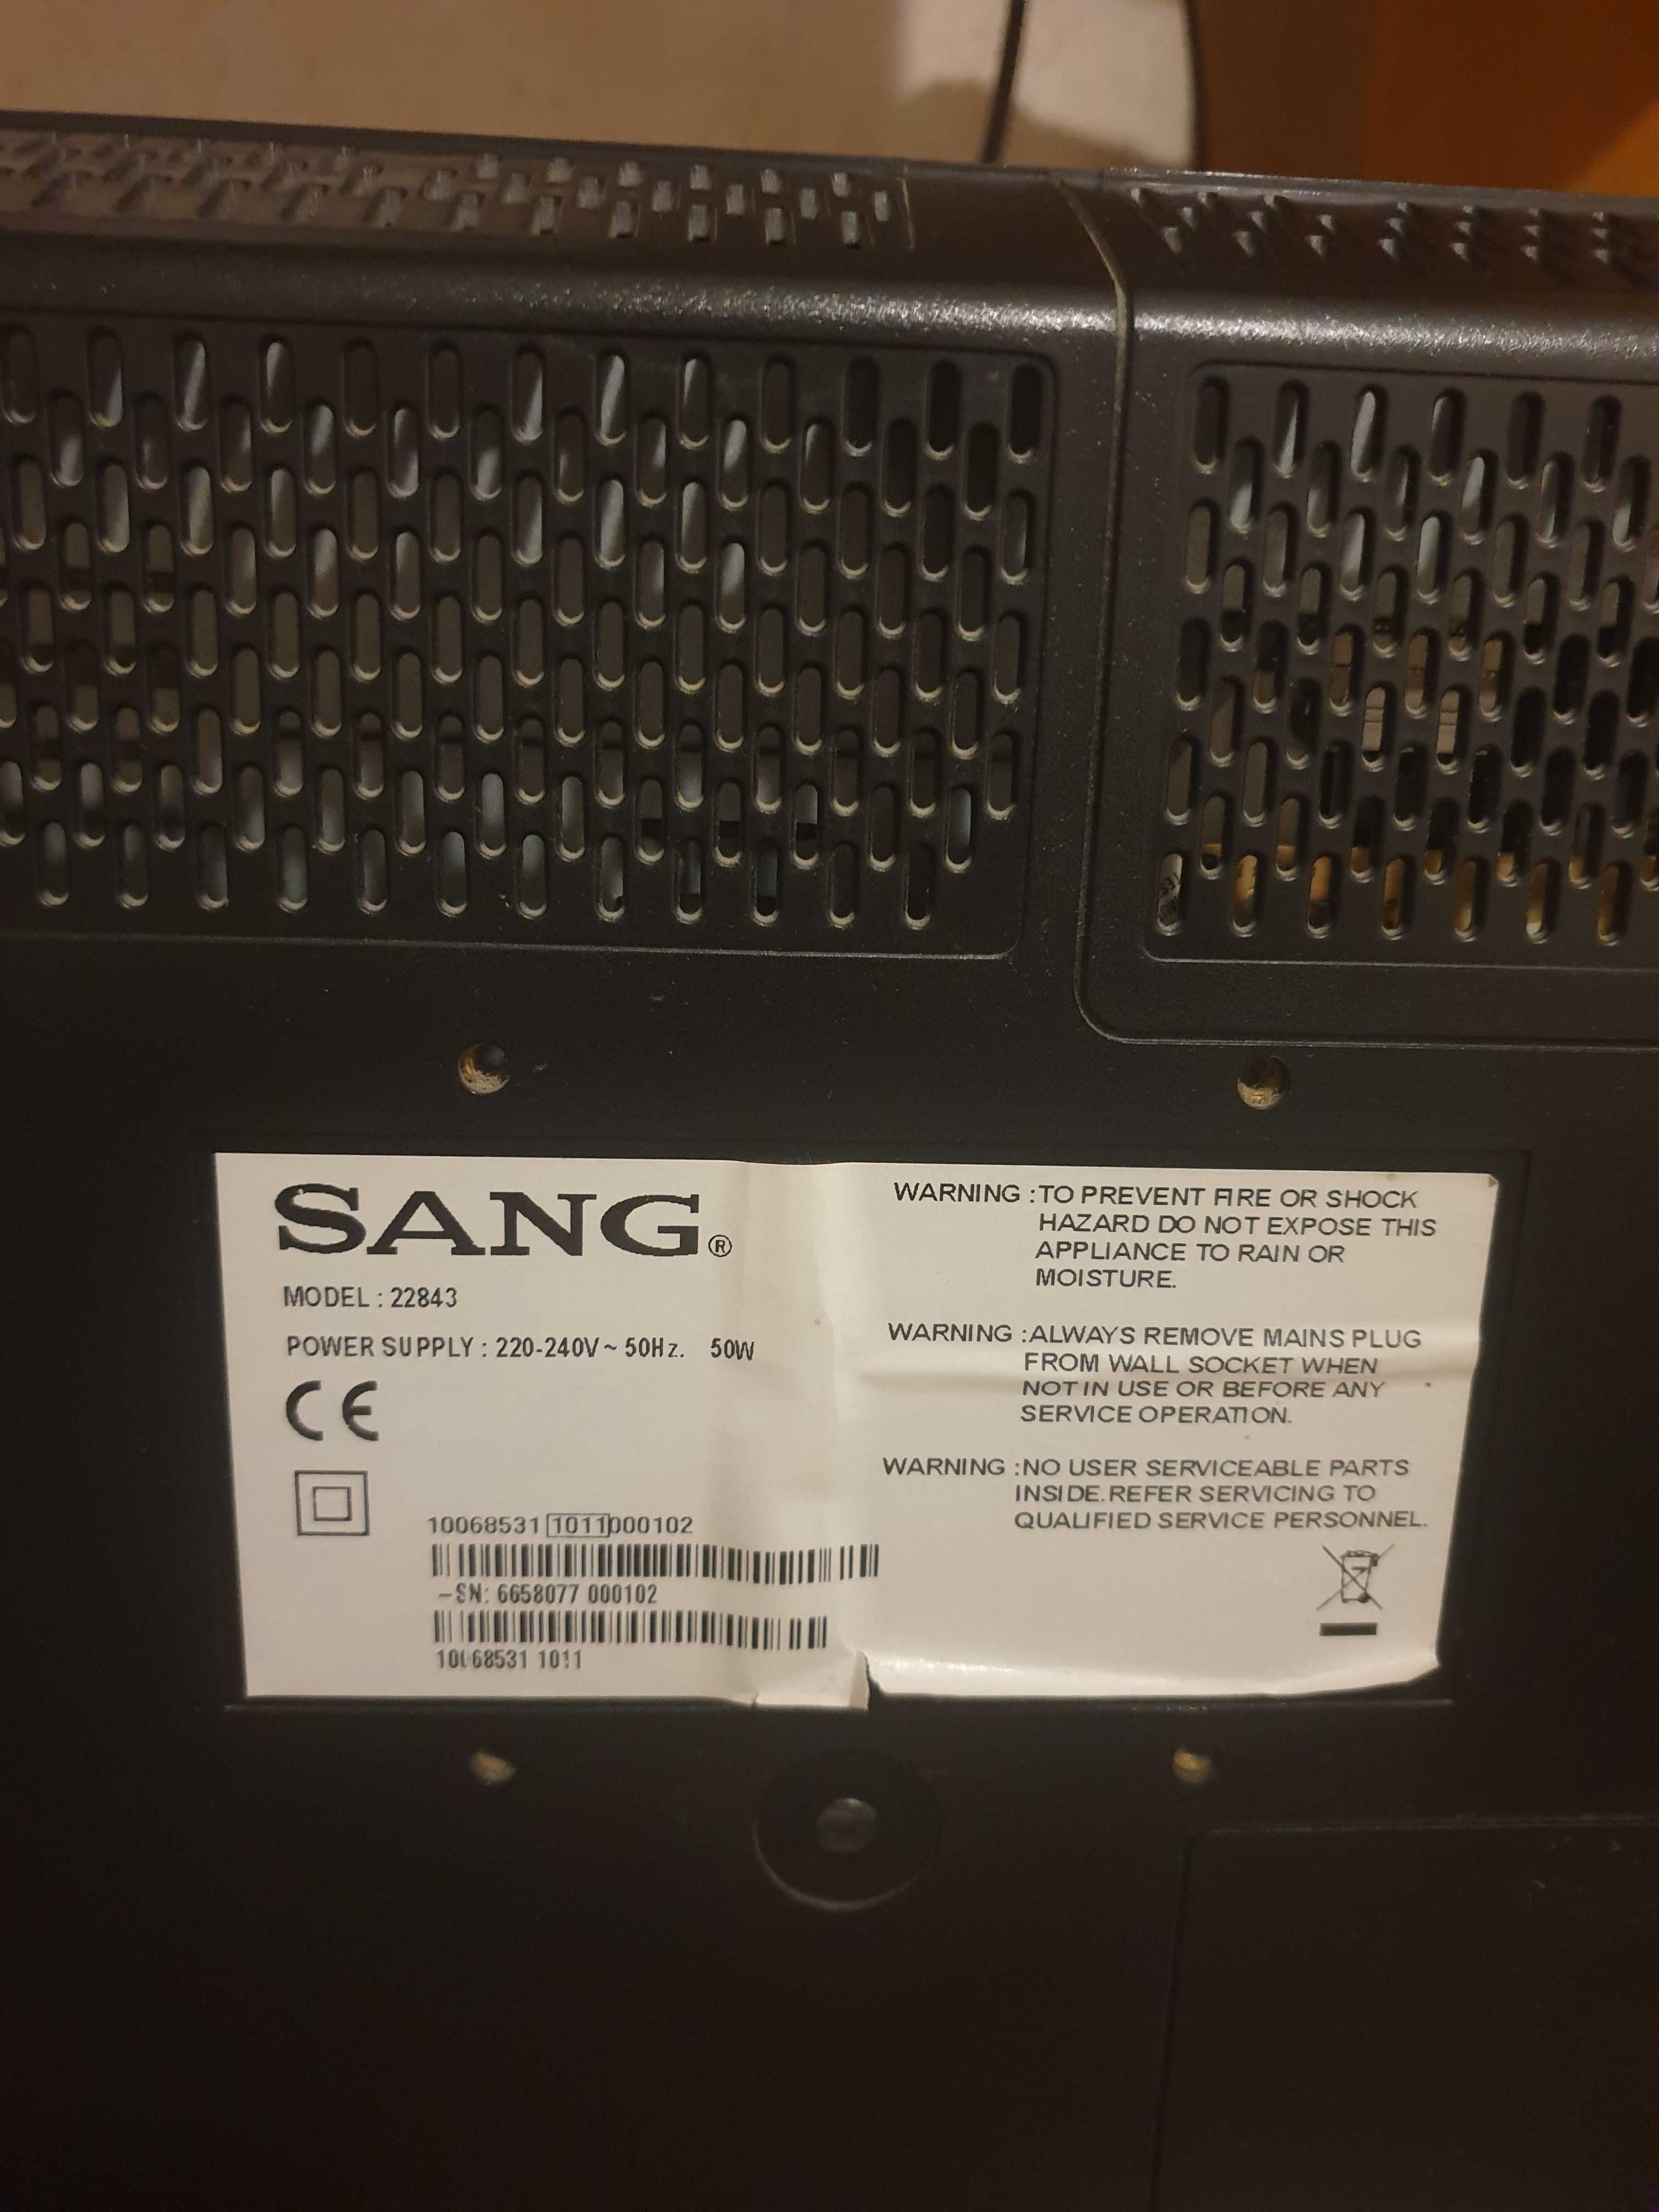 SANG®
MODEL : 22843
POWER SUPPLY : 220-240V ~ 50Hz. 50W
CE
10068531 1011000102
-SN: 6658077 000102
10068531 1011
WARNING : TO PREVENT FIRE OR SHOCK
HAZARD DO NOT EXPOSE THIS
APPLIANCE TO RAIN OR
MOISTURE.
WARNING : ALWAYS REMOVE MAINS PLUG
FROM WALL SOCKET WHEN
NOT IN USE OR BEFORE ANY
SERVICE OPERATION.
WARNING : NO USER SERVICEABLE PARTS
INSIDE. REFER SERVICING TO
QUALIFIED SERVICE PERSONNEL.